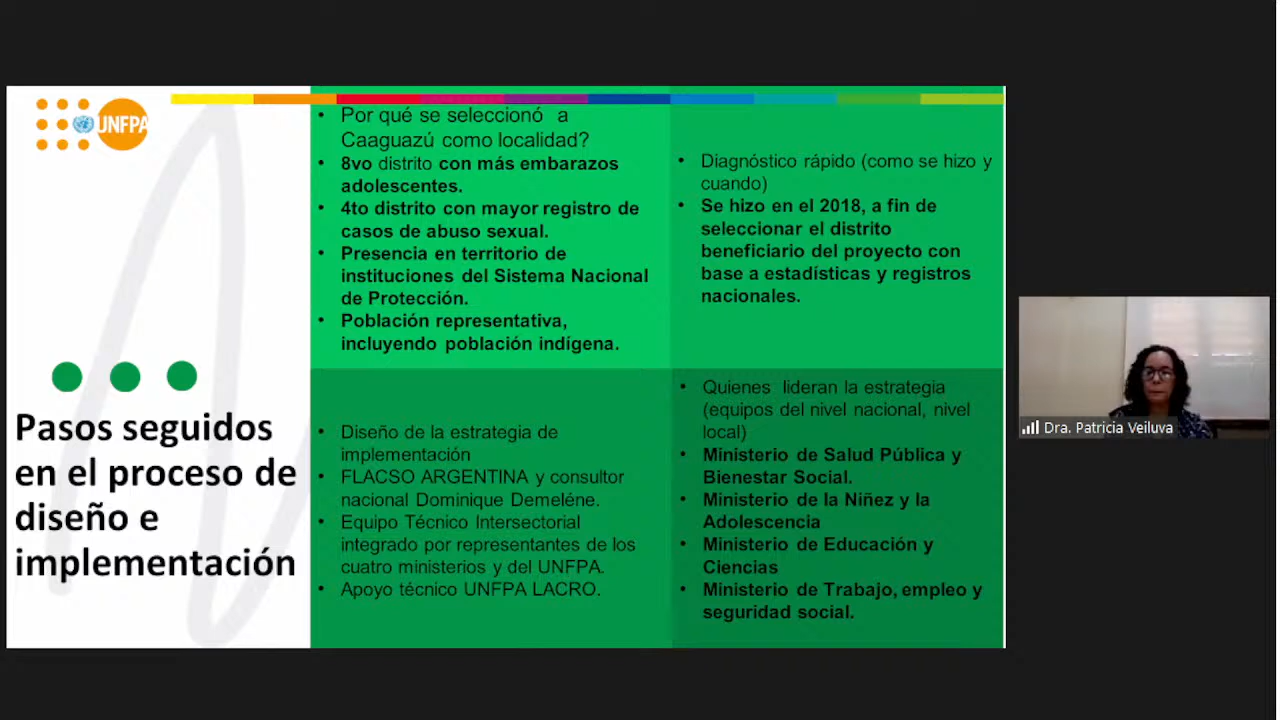 UNFPA
Pasos seguidos
en el proceso de
diseño e
implementación
• Por qué se seleccionó a
Caaguazú como localidad?
• 8vo distrito con más embarazos
adolescentes.
• 4to distrito con mayor registro de
casos de abuso sexual.
• Presencia en territorio de
instituciones del Sistema Nacional
de Protección.
• Población representativa,
incluyendo población indígena.
• Diagnóstico rápido (como se hizo y
cuando)
• Se hizo en el 2018, a fin de
seleccionar el distrito
beneficiario del proyecto con
base a estadísticas y registros
nacionales.
• Diseño de la estrategia de
implementación
• FLACSO ARGENTINA y consultor
nacional Dominique Demeléne.
• Equipo Técnico Intersectorial
integrado por representantes de los
cuatro ministerios y del UNFPA.
• Apoyo técnico UNFPA LACRO.
• Quienes lideran la estrategia
(equipos del nivel nacional, nivel
local)
• Ministerio de Salud Pública y
Bienestar Social.
• Ministerio de la Niñez y la
Adolescencia
• Ministerio de Educación y
Ciencias
• Ministerio de Trabajo, empleo y
seguridad social.
Dra. Patricia Veiluva